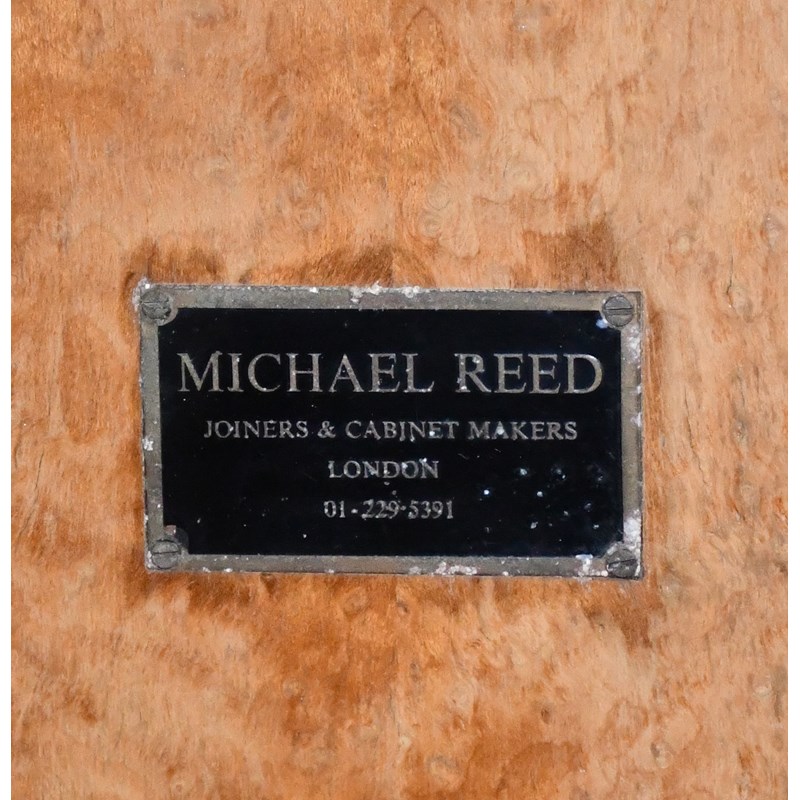 MICHAEL REED
JOINERS & CABINET MAKERS
LONDON
01-229-5391